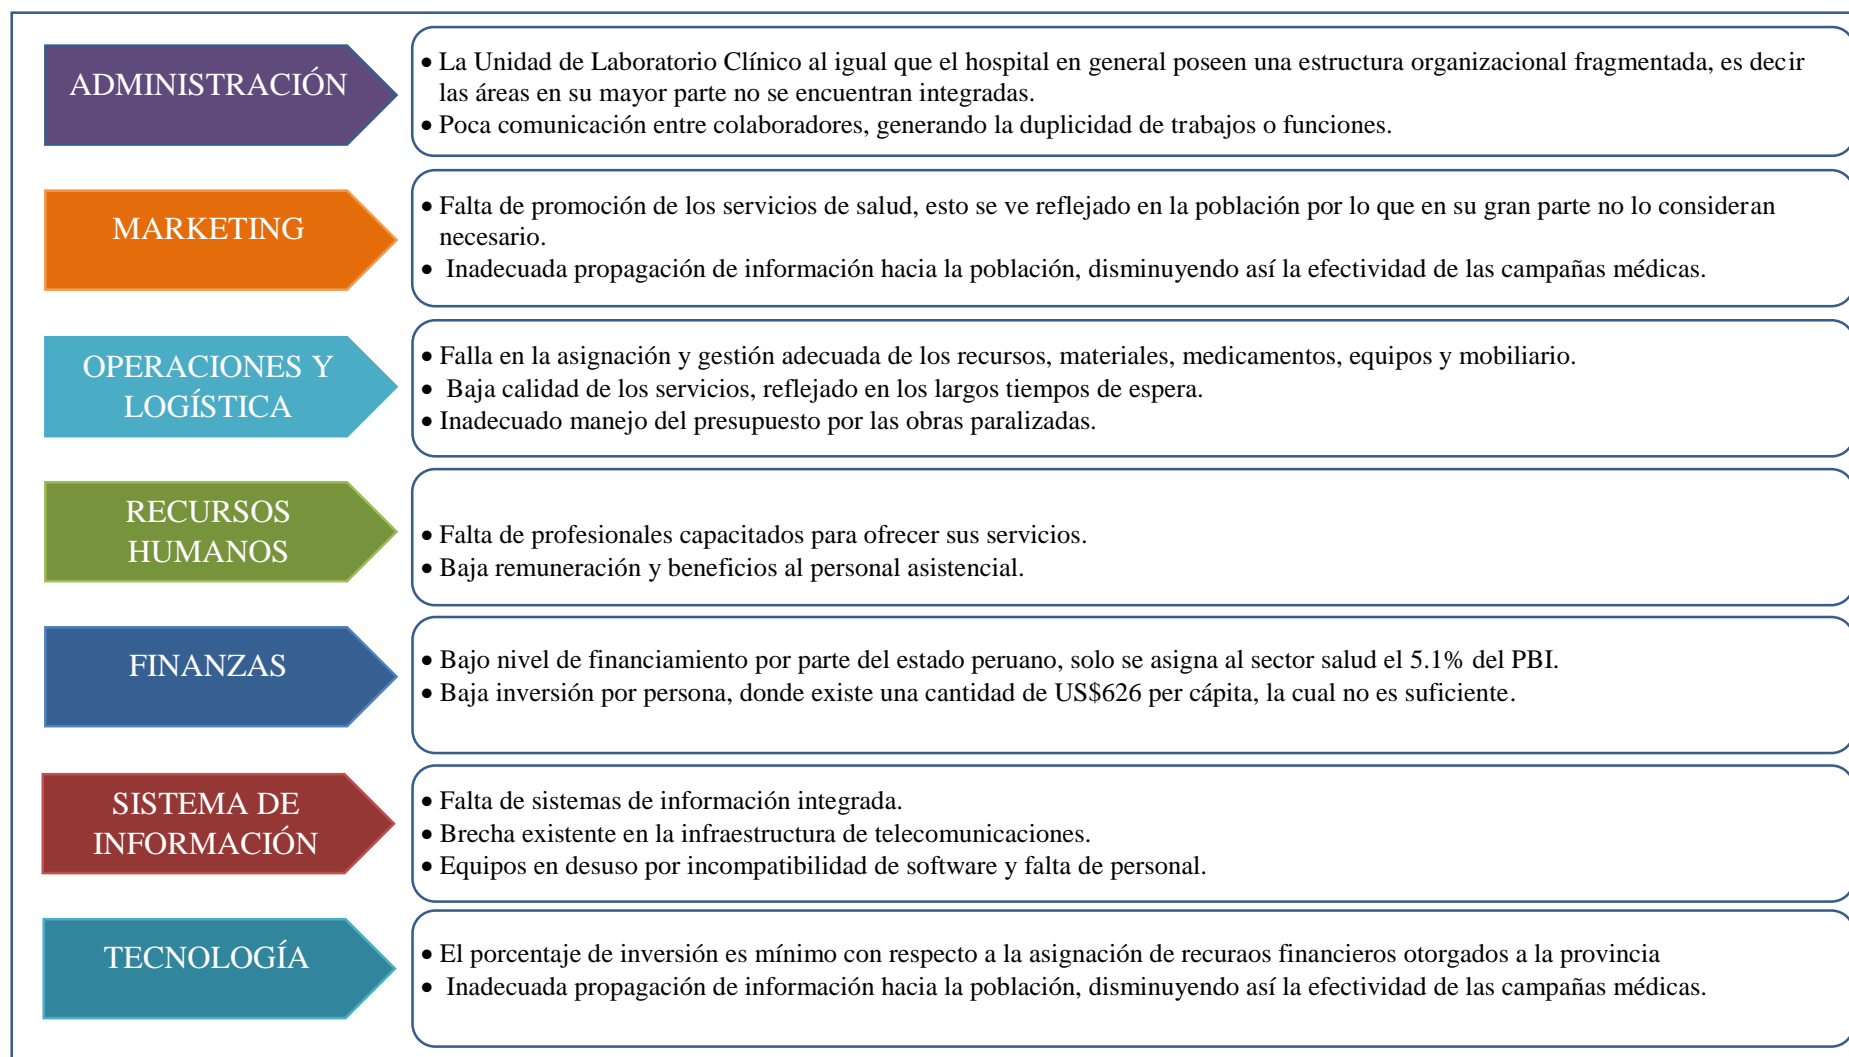 ADMINISTRACIÓN
• La Unidad de Laboratorio Clínico al igual que el hospital en general poseen una estructura organizacional fragmentada, es decir
las áreas en su mayor parte no se encuentran integradas.
• Poca comunicación entre colaboradores, generando la duplicidad de trabajos o funciones.
MARKETING
• Falta de promoción de los servicios de salud, esto se ve reflejado en la población por lo que en su gran parte no lo consideran
necesario.
• Inadecuada propagación de información hacia la población, disminuyendo así la efectividad de las campañas médicas.
OPERACIONES Y
LOGÍSTICA
• Falla en la asignación y gestión adecuada de los recursos, materiales, medicamentos, equipos y mobiliario.
• Baja calidad de los servicios, reflejado en los largos tiempos de espera.
• Inadecuado manejo del presupuesto por las obras paralizadas.
RECURSOS
HUMANOS
• Falta de profesionales capacitados para ofrecer sus servicios.
• Baja remuneración y beneficios al personal asistencial.
FINANZAS
• Bajo nivel de financiamiento por parte del estado peruano, solo se asigna al sector salud el 5.1% del PBI.
• Baja inversión por persona, donde existe una cantidad de US$626 per cápita, la cual no es suficiente.
SISTEMA DE
INFORMACIÓN
• Falta de sistemas de información integrada.
• Brecha existente en la infraestructura de telecomunicaciones.
• Equipos en desuso por incompatibilidad de software y falta de personal.
TECNOLOGÍA
• El porcentaje de inversión es mínimo con respecto a la asignación de recuraos financieros otorgados a la provincia
• Inadecuada propagación de información hacia la población, disminuyendo así la efectividad de las campañas médicas.